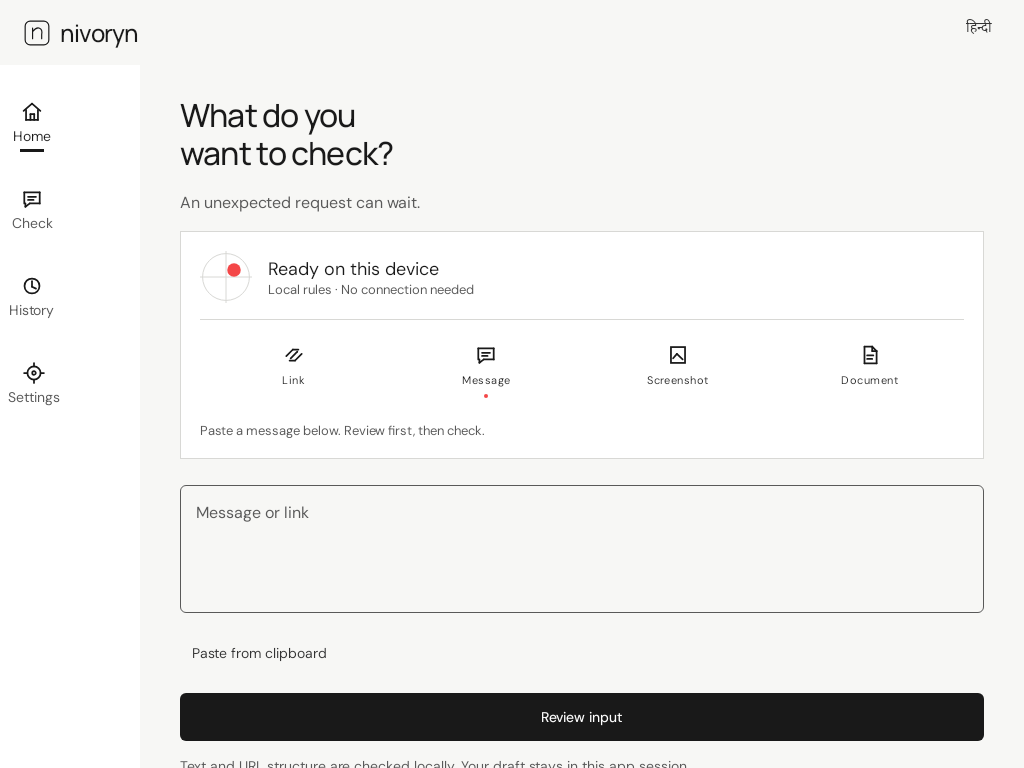 nivoryn
हिन्दी
Home
Check
History
Settings
What do you
want to check?
An unexpected request can wait.
Ready on this device
Local rules · No connection needed
Link
Message
Screenshot
Document
Paste a message below. Review first, then check.
Message or link
Paste from clipboard
Review input
Text and URL structure are checked locally. Your draft stays in this app session.